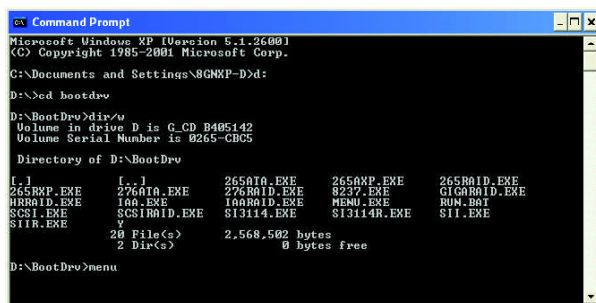 Command Prompt
Microsoft Windows XP [Version 5.1.2600]
(C) Copyright 1985-2001 Microsoft Corp.
C:\Documents and Settings\8GNXP-D>d:
D:\>cd bootdrv
D:\BootDrv>dir/w
Volume in drive D is G_CD B405142
Volume Serial Number is 0265-CBC5
Directory of D:\BootDrv
[.] [..] 265ATA.EXE 265AXP.EXE 265RAID.EXE
265RXP.EXE 276ATA.EXE 276RAID.EXE 8237.EXE GIGARAID.EXE
HRRAID.EXE IAA.EXE IAARAID.EXE MENU.EXE RUN.BAT
SCSI.EXE SCSIRAID.EXE SI3114.EXE SI3114R.EXE SII.EXE
SIIR.EXE Y
20 File(s) 2,568,502 bytes
2 Dir(s) 0 bytes free
D:\BootDrv>menu